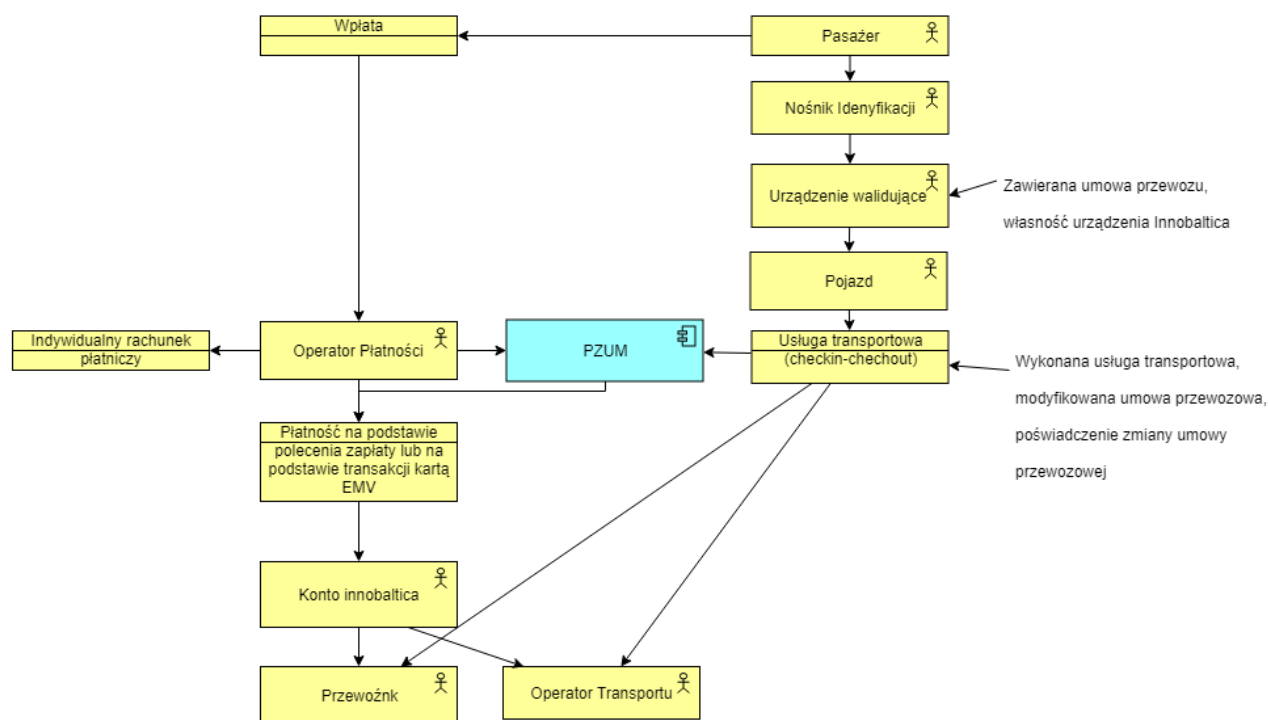 Wpłata
Pasażer
Nośnik Idenyfikacji
Urządzenie walidujące
Zawierana umowa przewozu,
własność urządzenia Innobaltica
Pojazd
Indywidualny rachunek
płatniczy
Operator Płatności
PZUM
Usługa transportowa
(checkin-chechout)
Wykonana usługa transportowa,
modyfikowana umowa przewozowa,
poświadczenie zmiany umowy
przewozowej
Płatność na podstawie
polecenia zapłaty lub na
podstawie transakcji kartą
EMV
Konto innobaltica
Przewoźnk
Operator Transportu